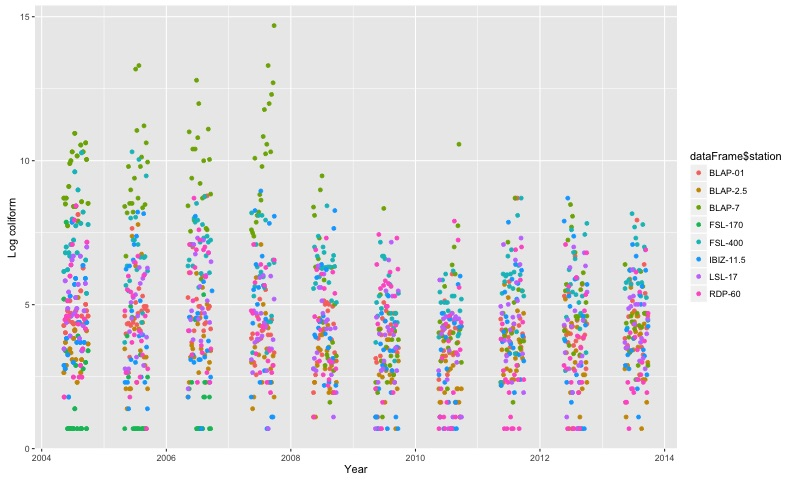 15
10
5
0
Log coliform
2004
2006
2008
2010
2012
2014
Year
dataFrame$station
BLAP-01
BLAP-2.5
BLAP-7
FSL-170
FSL-400
IBIZ-11.5
LSL-17
RDP-60